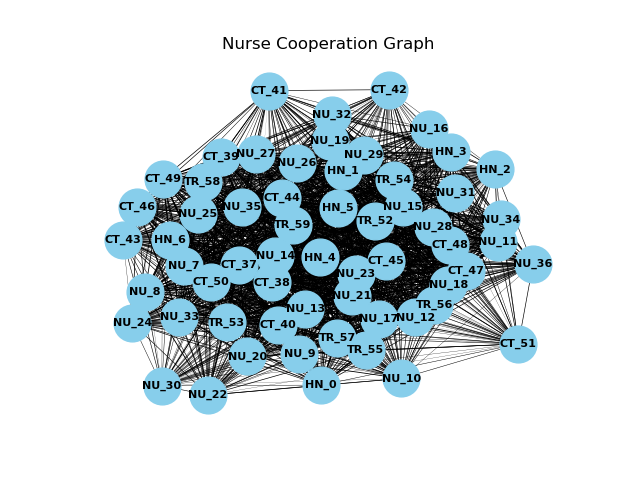 Nurse Cooperation Graph
CT_41
CT_42
NU_32
NU_16
NU_19
HN_3
CT_39
NU_27
NU_29
NU_26
HN_1
HN_2
CT_49
TR_58
TR_54
NU_31
CT_44
CT_46
NU_35
HN_5
NU_15
NU_25
TR_52
NU_34
TR_59
NU_28
CT_43
HN_6
CT_48
NU_11
NU_14
HN_4
CT_45
NU_7
CT_37
NU_36
CT_47
NU_23
CT_50
CT_38
NU_18
NU_8
NU_21
TR_56
NU_13
NU_24
NU_33
TR_53
CT_40
NU_17
NU_12
TR_57
CT_51
NU_20
NU_9
TR_55
NU_30
HN_0
NU_10
NU_22